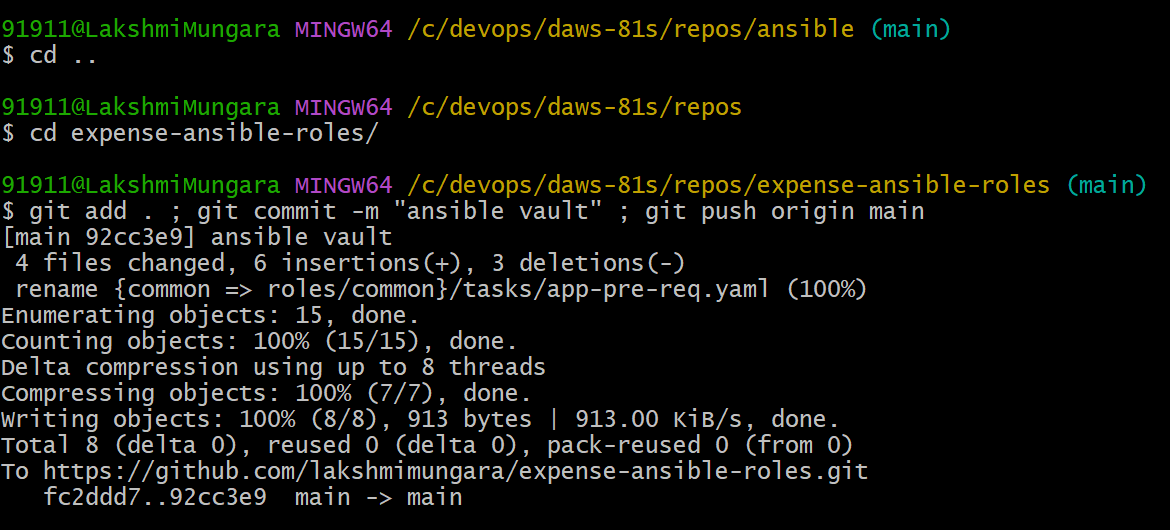 91911@LakshmiMungara MINGW64 /c/devops/daws-81s/repos/ansible (main)
$ cd ..
91911@LakshmiMungara MINGW64 /c/devops/daws-81s/repos
$ cd expense-ansible-roles/
91911@LakshmiMungara MINGW64 /c/devops/daws-81s/repos/expense-ansible-roles (main)
$ git add . ; git commit -m "ansible vault" ; git push origin main
[main 92cc3e9] ansible vault
 4 files changed, 6 insertions(+), 3 deletions(-)
 rename {common => roles/common}/tasks/app-pre-req.yaml (100%)
Enumerating objects: 15, done.
Counting objects: 100% (15/15), done.
Delta compression using up to 8 threads
Compressing objects: 100% (7/7), done.
Writing objects: 100% (8/8), 913 bytes | 913.00 KiB/s, done.
Total 8 (delta 0), reused 0 (delta 0), pack-reused 0 (from 0)
To https://github.com/lakshmimungara/expense-ansible-roles.git
   fc2ddd7..92cc3e9  main -> main